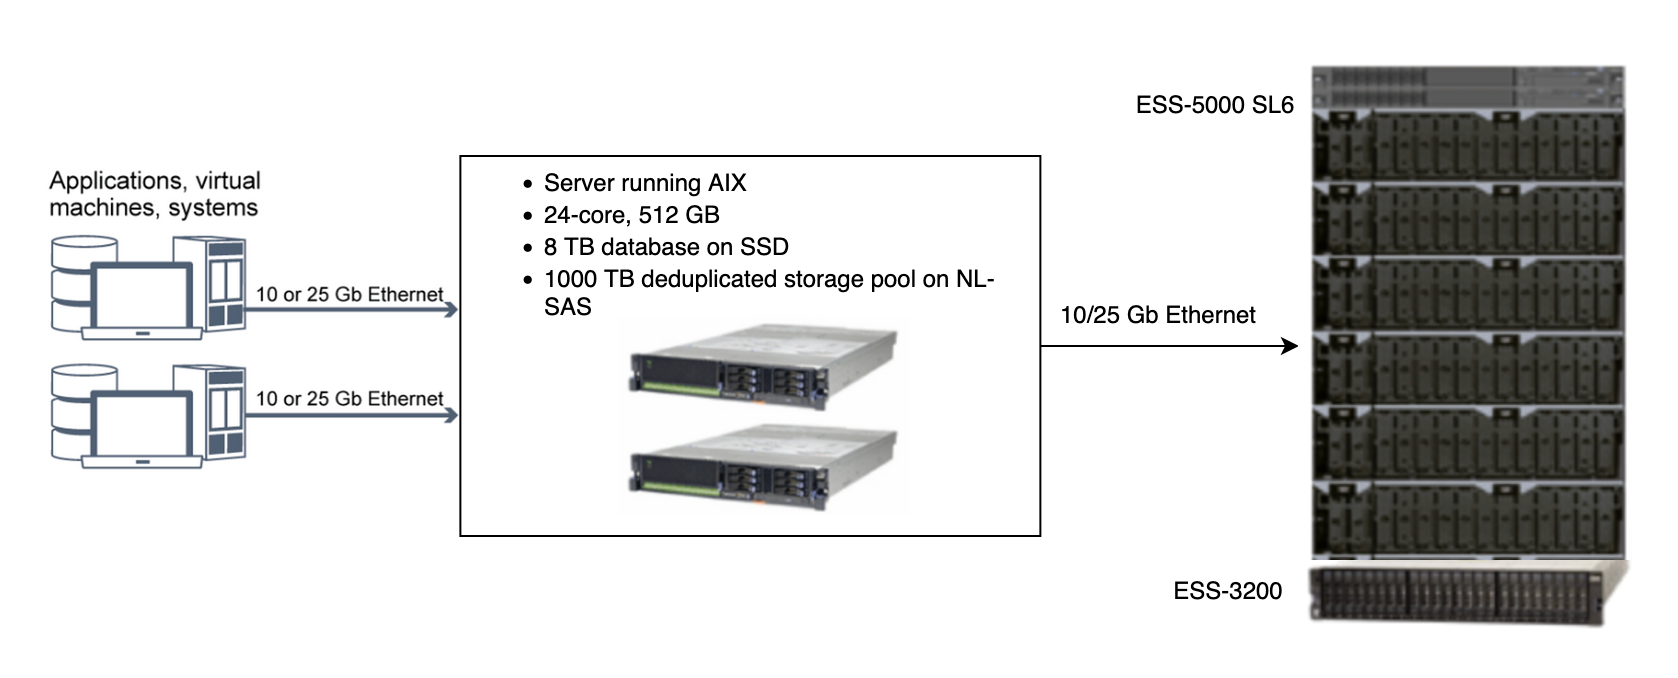 Applications, virtual
machines, systems
10 or 25 Gb Ethernet
10 or 25 Gb Ethernet
• Server running AIX
• 24-core, 512 GB
• 8 TB database on SSD
• 1000 TB deduplicated storage pool on NL-
SAS
10/25 Gb Ethernet
ESS-5000 SL6
ESS-3200